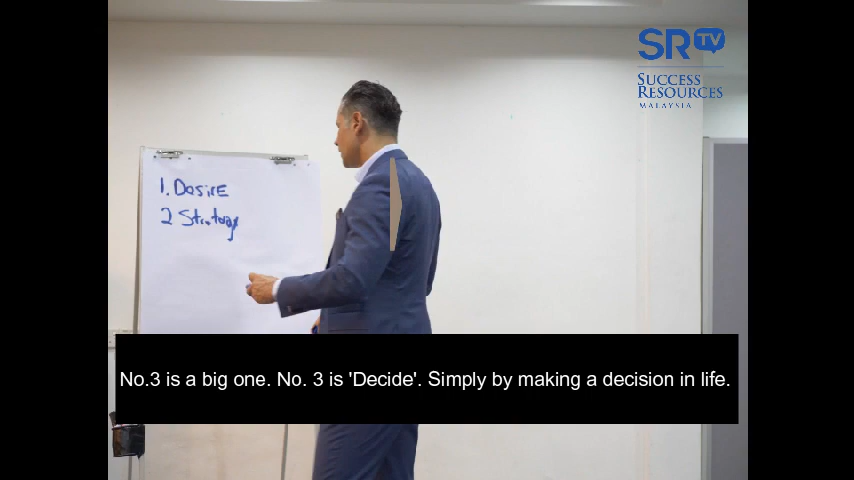 SR TV
SUCCESS
RESOURCES
MALAYSIA
1. Desire
2 Strategy
No.3 is a big one. No. 3 is 'Decide'. Simply by making a decision in life.